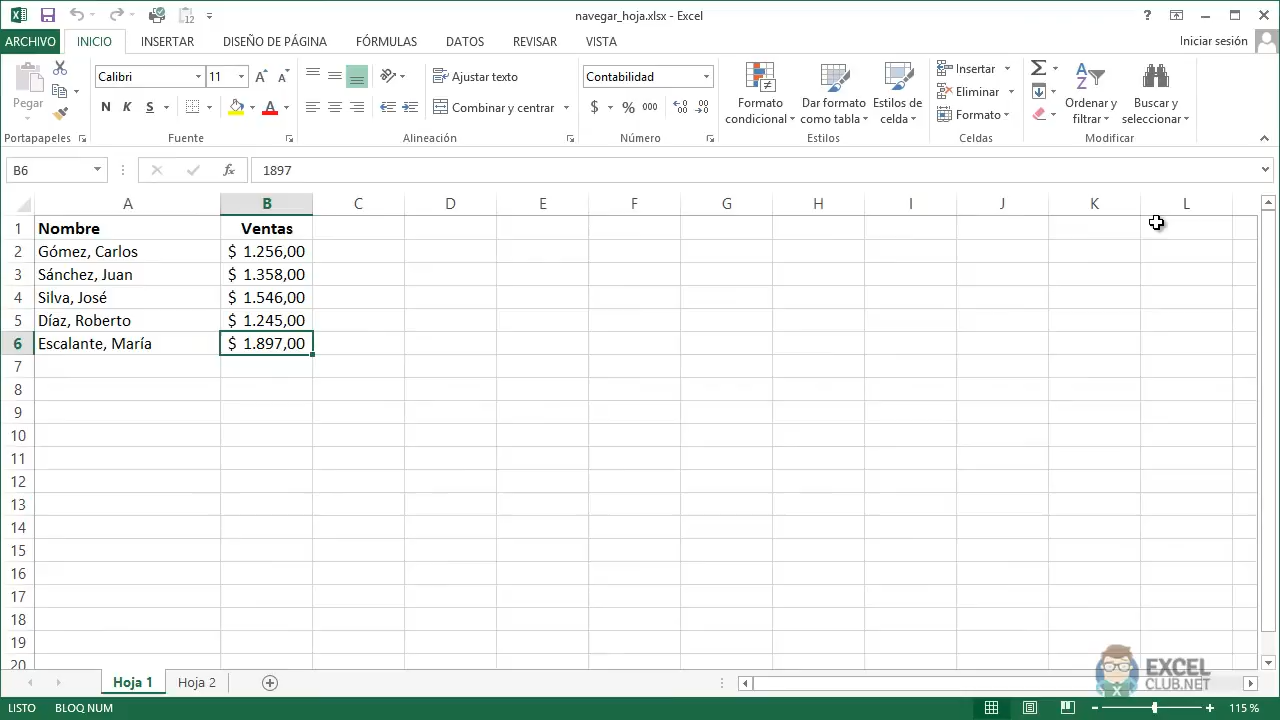 navegar_hoja.xlsx - Excel
ARCHIVO INICIO INSERTAR DISEÑO DE PÁGINA FÓRMULAS DATOS REVISAR VISTA Iniciar sesión
Pegar
Calibri 11
N K S
Ajustar texto
Combinar y centrar
Contabilidad
$ % 000
Formato condicional
Dar formato como tabla
Estilos de celda
Insertar
Eliminar
Formato
Ordenar y filtrar
Buscar y seleccionar
Portapapeles Fuente Alineación Número Estilos Celdas Modificar
B6 fx 1897
A B C D E F G H I J K L
1 Nombre Ventas
2 Gómez, Carlos $ 1.256,00
3 Sánchez, Juan $ 1.358,00
4 Silva, José $ 1.546,00
5 Díaz, Roberto $ 1.245,00
6 Escalante, María $ 1.897,00
7
8
9
10
11
12
13
14
15
16
17
18
19
20
EXCEL
CLUB.NET
Hoja 1 Hoja 2
LISTO BLOQ NUM 115 %